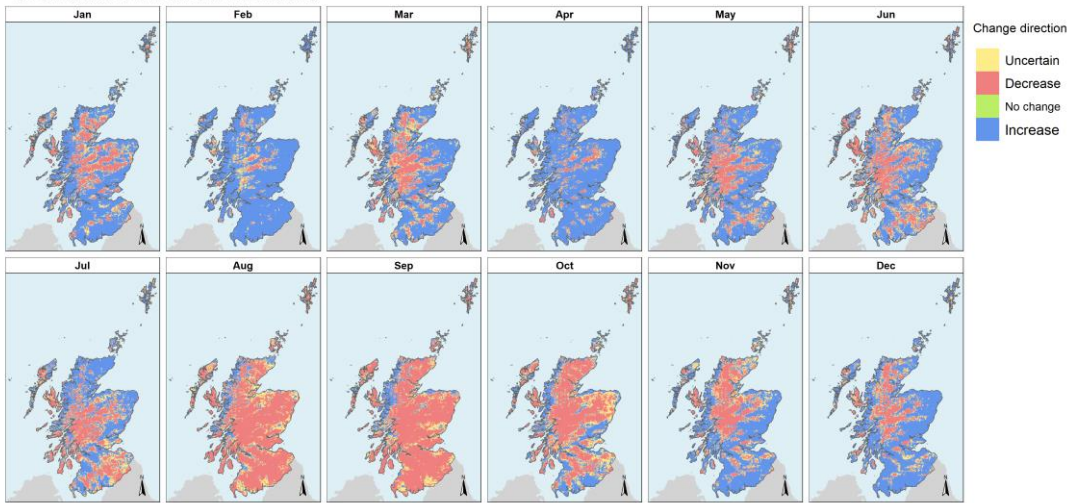 Jan
Feb
Mar
Apr
May
Jun
Change direction
Uncertain
Decrease
No change
Increase
Jul
Aug
Sep
Oct
Nov
Dec